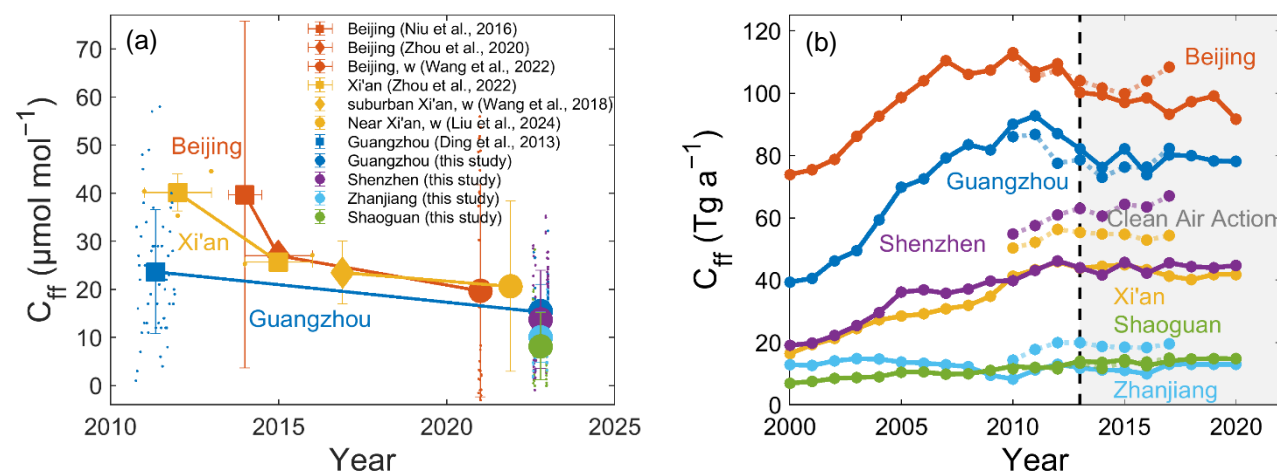 (a)
C_ff (μmol mol⁻¹)
70
60
50
40
30
20
10
0
2010
2015
2020
2025
Year
Beijing (Niu et al., 2016)
Beijing (Zhou et al., 2020)
Beijing, w (Wang et al., 2022)
Xi'an (Zhou et al., 2022)
suburban Xi'an, w (Wang et al., 2018)
Near Xi'an, w (Liu et al., 2024)
Guangzhou (Ding et al., 2013)
Guangzhou (this study)
Shenzhen (this study)
Zhanjiang (this study)
Shaoguan (this study)
Beijing
Xi'an
Guangzhou
(b)
C_ff (Tg a⁻¹)
120
100
80
60
40
20
0
2000
2005
2010
2015
2020
Year
Beijing
Guangzhou
Clean Air Action
Shenzhen
Xi'an
Shaoguan
Zhanjiang